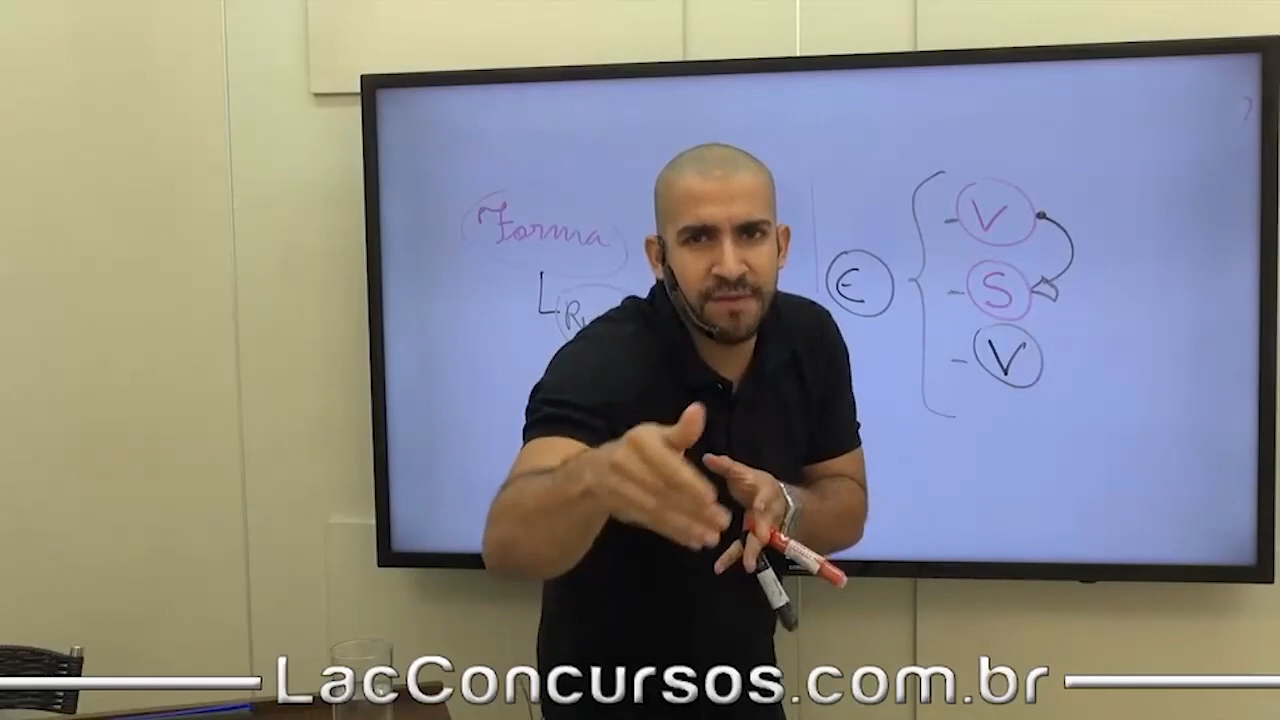 Forma
E
- V
- S
- V
LacConcursos.com.br